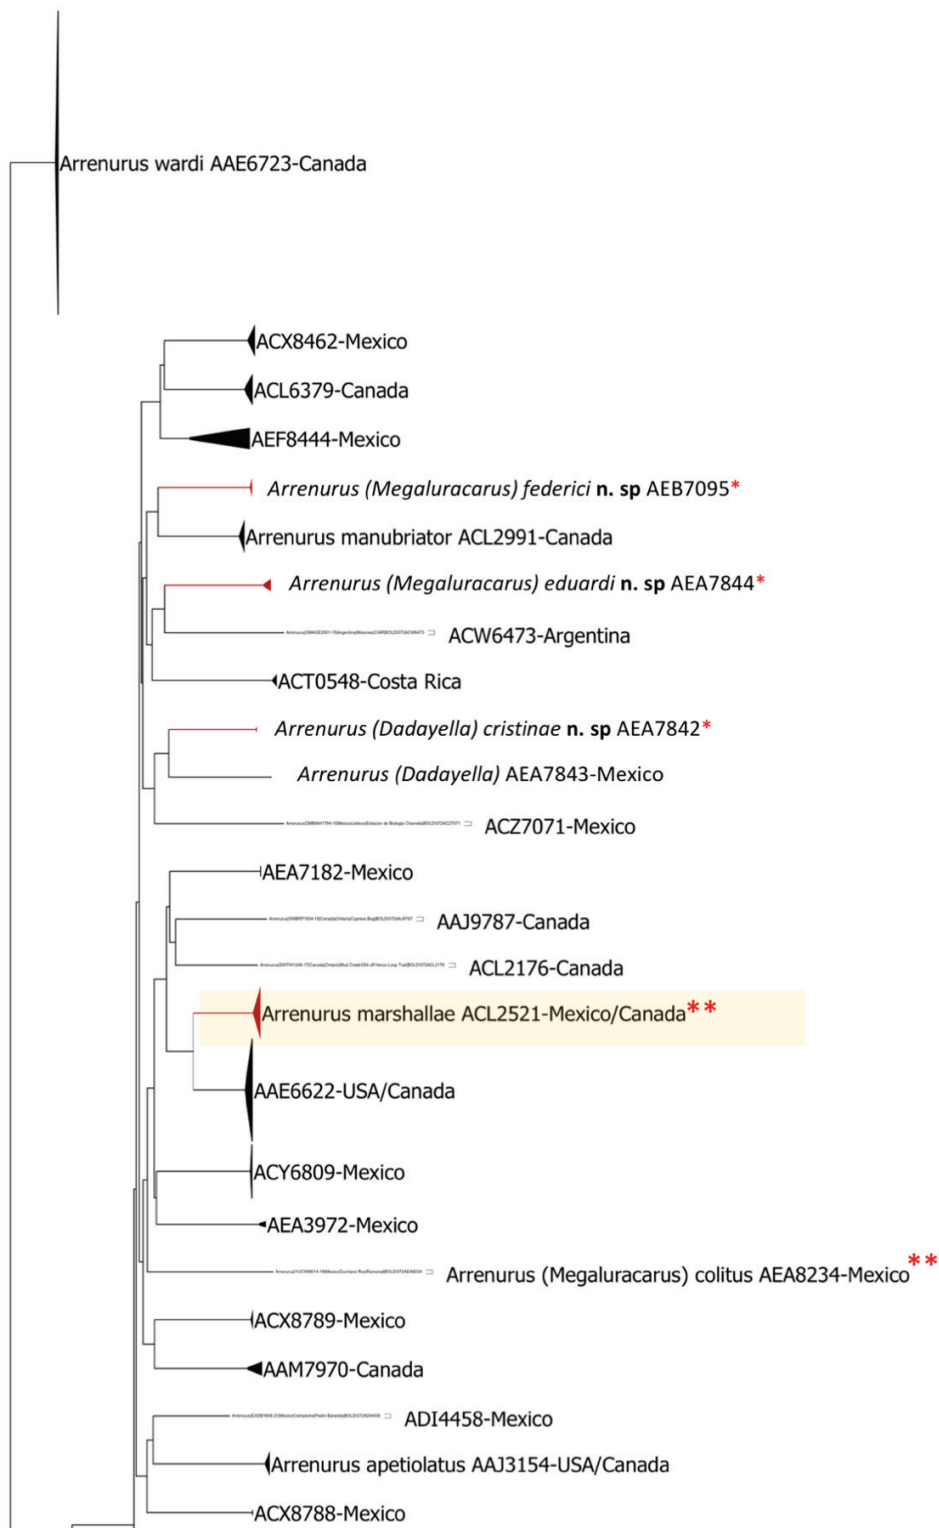 Arrenurus wardi AAE6723-Canada
ACX8462-Mexico
ACL6379-Canada
AEF8444-Mexico
Arrenurus (Megaluracarus) federici n. sp AEB7095*
Arrenurus manubriator ACL2991-Canada
Arrenurus (Megaluracarus) eduardi n. sp AEA7844*
ACW6473-Argentina
ACT0548-Costa Rica
Arrenurus (Dadayella) cristinae n. sp AEA7842*
Arrenurus (Dadayella) AEA7843-Mexico
ACZ7071-Mexico
AEA7182-Mexico
AAJ9787-Canada
ACL2176-Canada
Arrenurus marshallae ACL2521-Mexico/Canada**
AAE6622-USA/Canada
ACY6809-Mexico
AEA3972-Mexico
Arrenurus (Megaluracarus) colitus AEA8234-Mexico**
ACX8789-Mexico
AAM7970-Canada
ADI4458-Mexico
Arrenurus apetiolatus AAJ3154-USA/Canada
ACX8788-Mexico